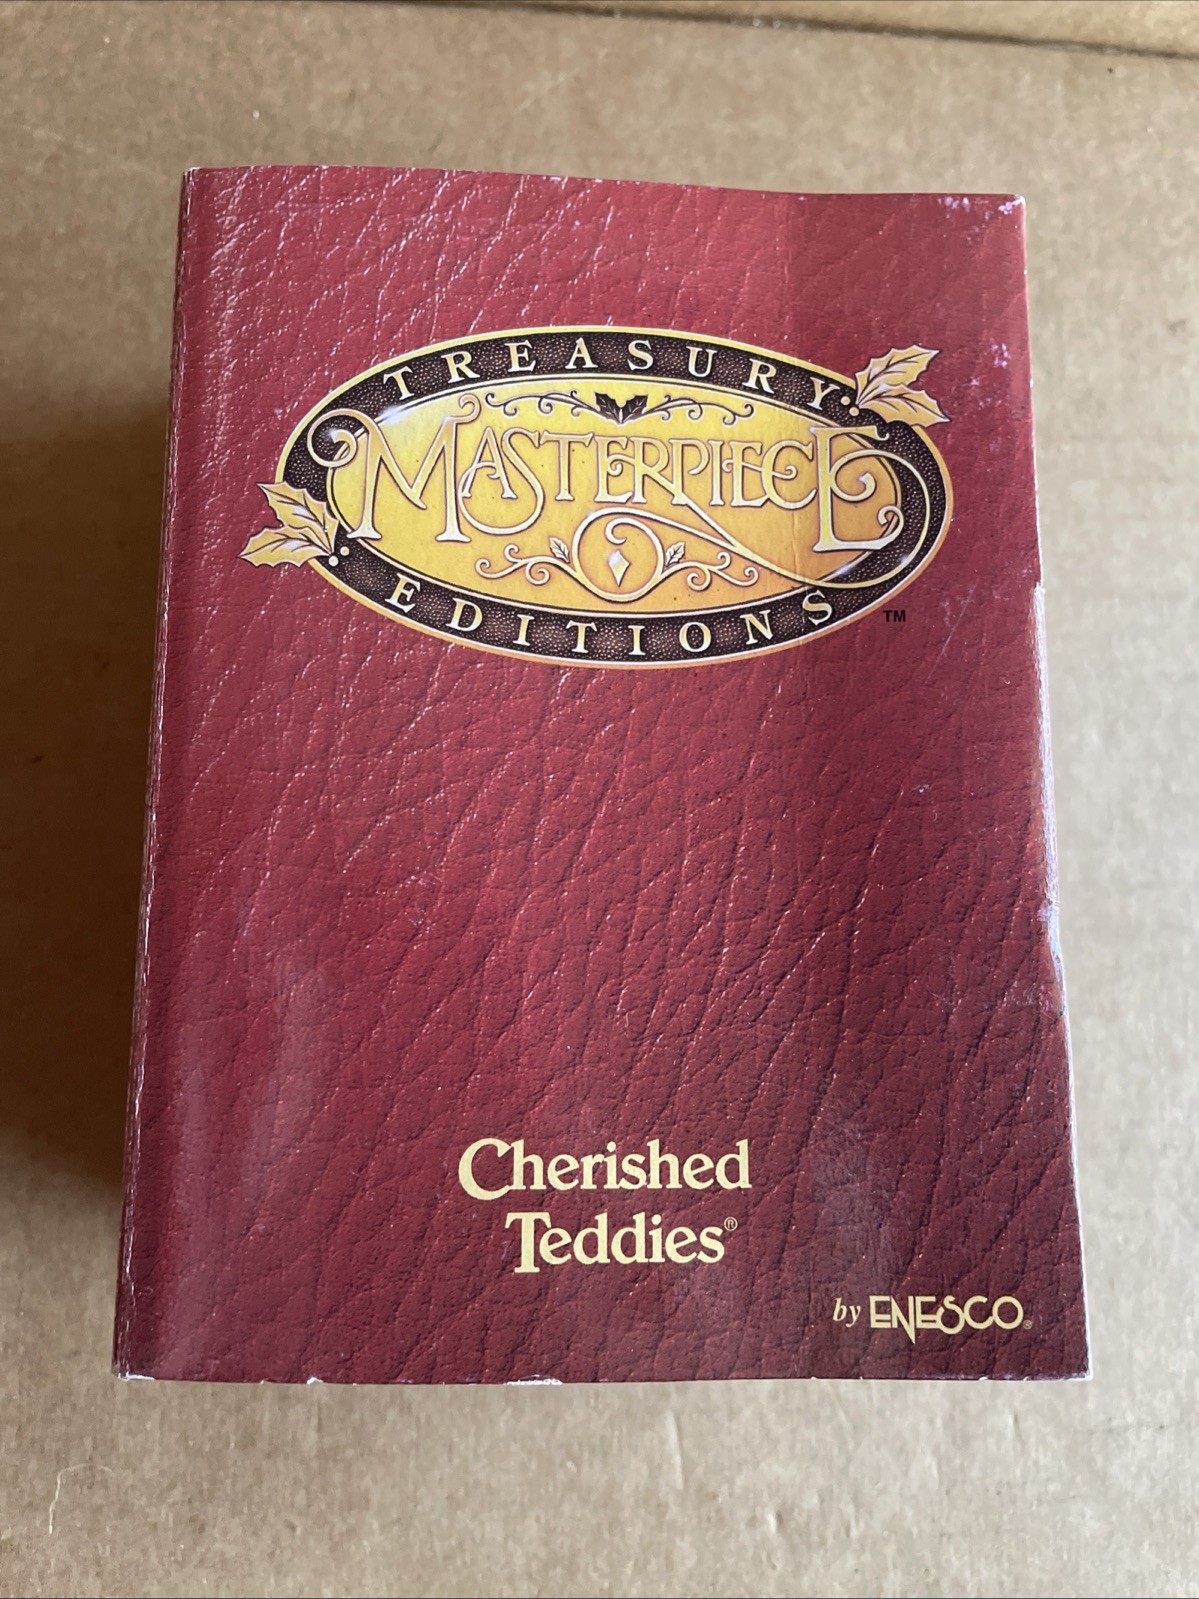 TREASURY
MASTERPIECE
EDITIONS
TM
Cherished
Teddies®
by ENESCO®